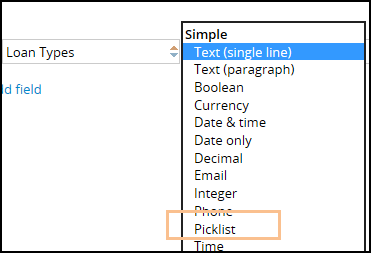 Simple
Loan Types
Text (single line)
Text (paragraph)
ld field
Boolean
Currency
Date & time
Date only
Decimal
Email
Integer
Phone
Picklist
Time